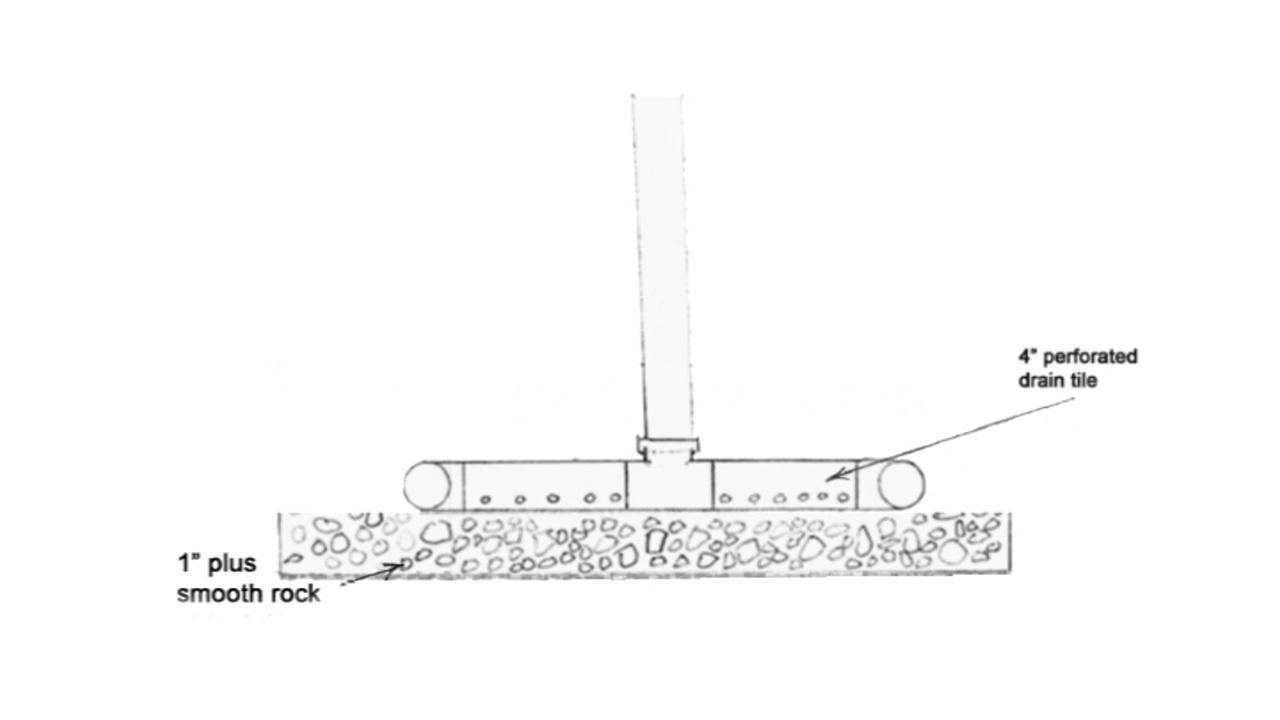 4” perforated
drain tile
1” plus
smooth rock